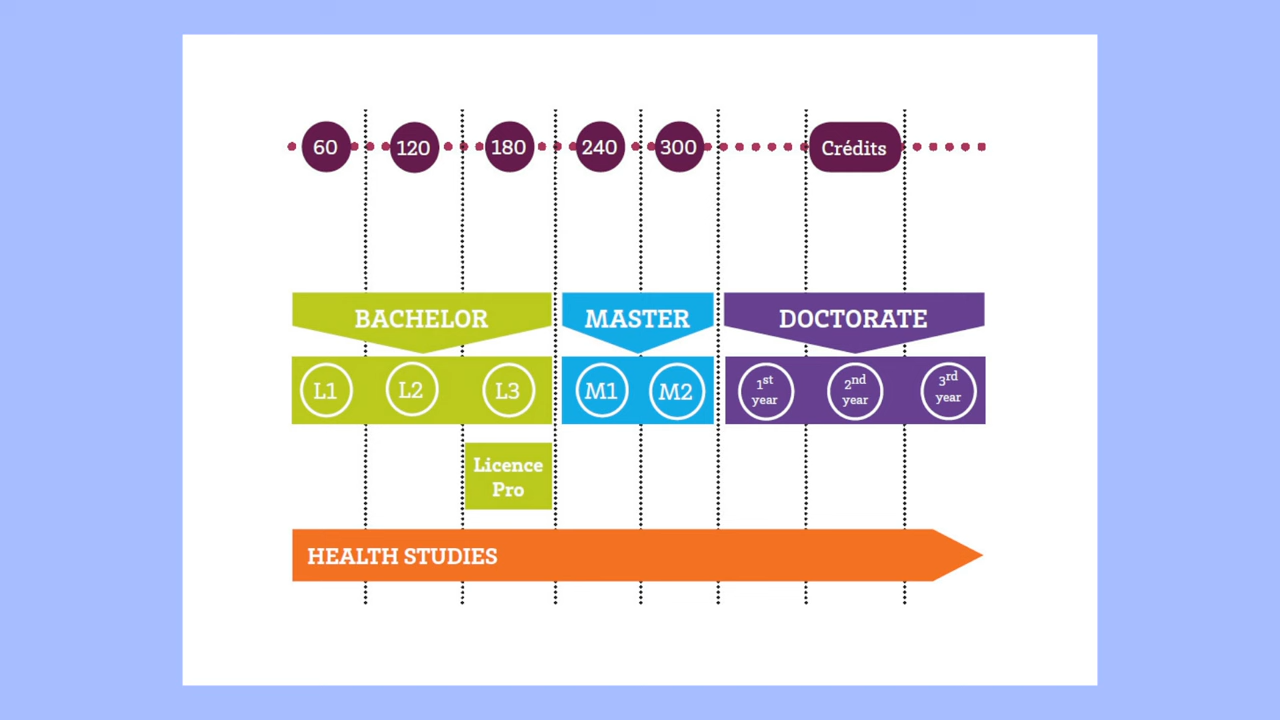 60 120 180 240 300 Crédits
BACHELOR MASTER DOCTORATE
L1 L2 L3 M1 M2 1st year 2nd year 3rd year
Licence
Pro
HEALTH STUDIES